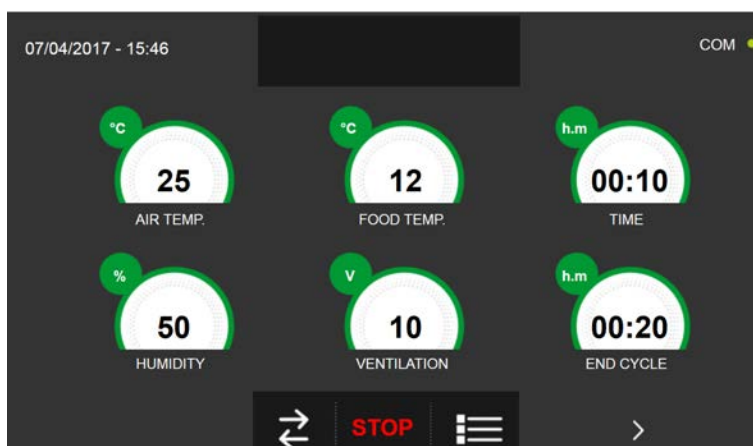 07/04/2017 - 15:46
COM
°C
°C
h.m
25
12
00:10
AIR TEMP.
FOOD TEMP.
TIME
%
V
h.m
50
10
00:20
HUMIDITY
VENTILATION
END CYCLE
STOP